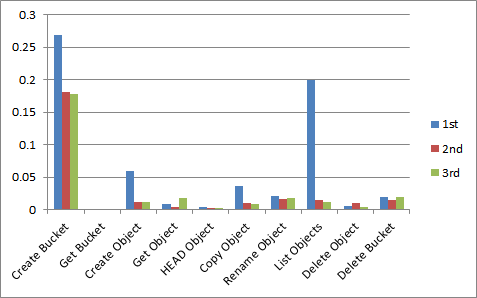 0.3
0.25
0.2
0.15
0.1
0.05
0
Create Bucket
Get Bucket
Create Object
Get Object
HEAD Object
Copy Object
Rename Object
List Objects
Delete Object
Delete Bucket
1st
2nd
3rd